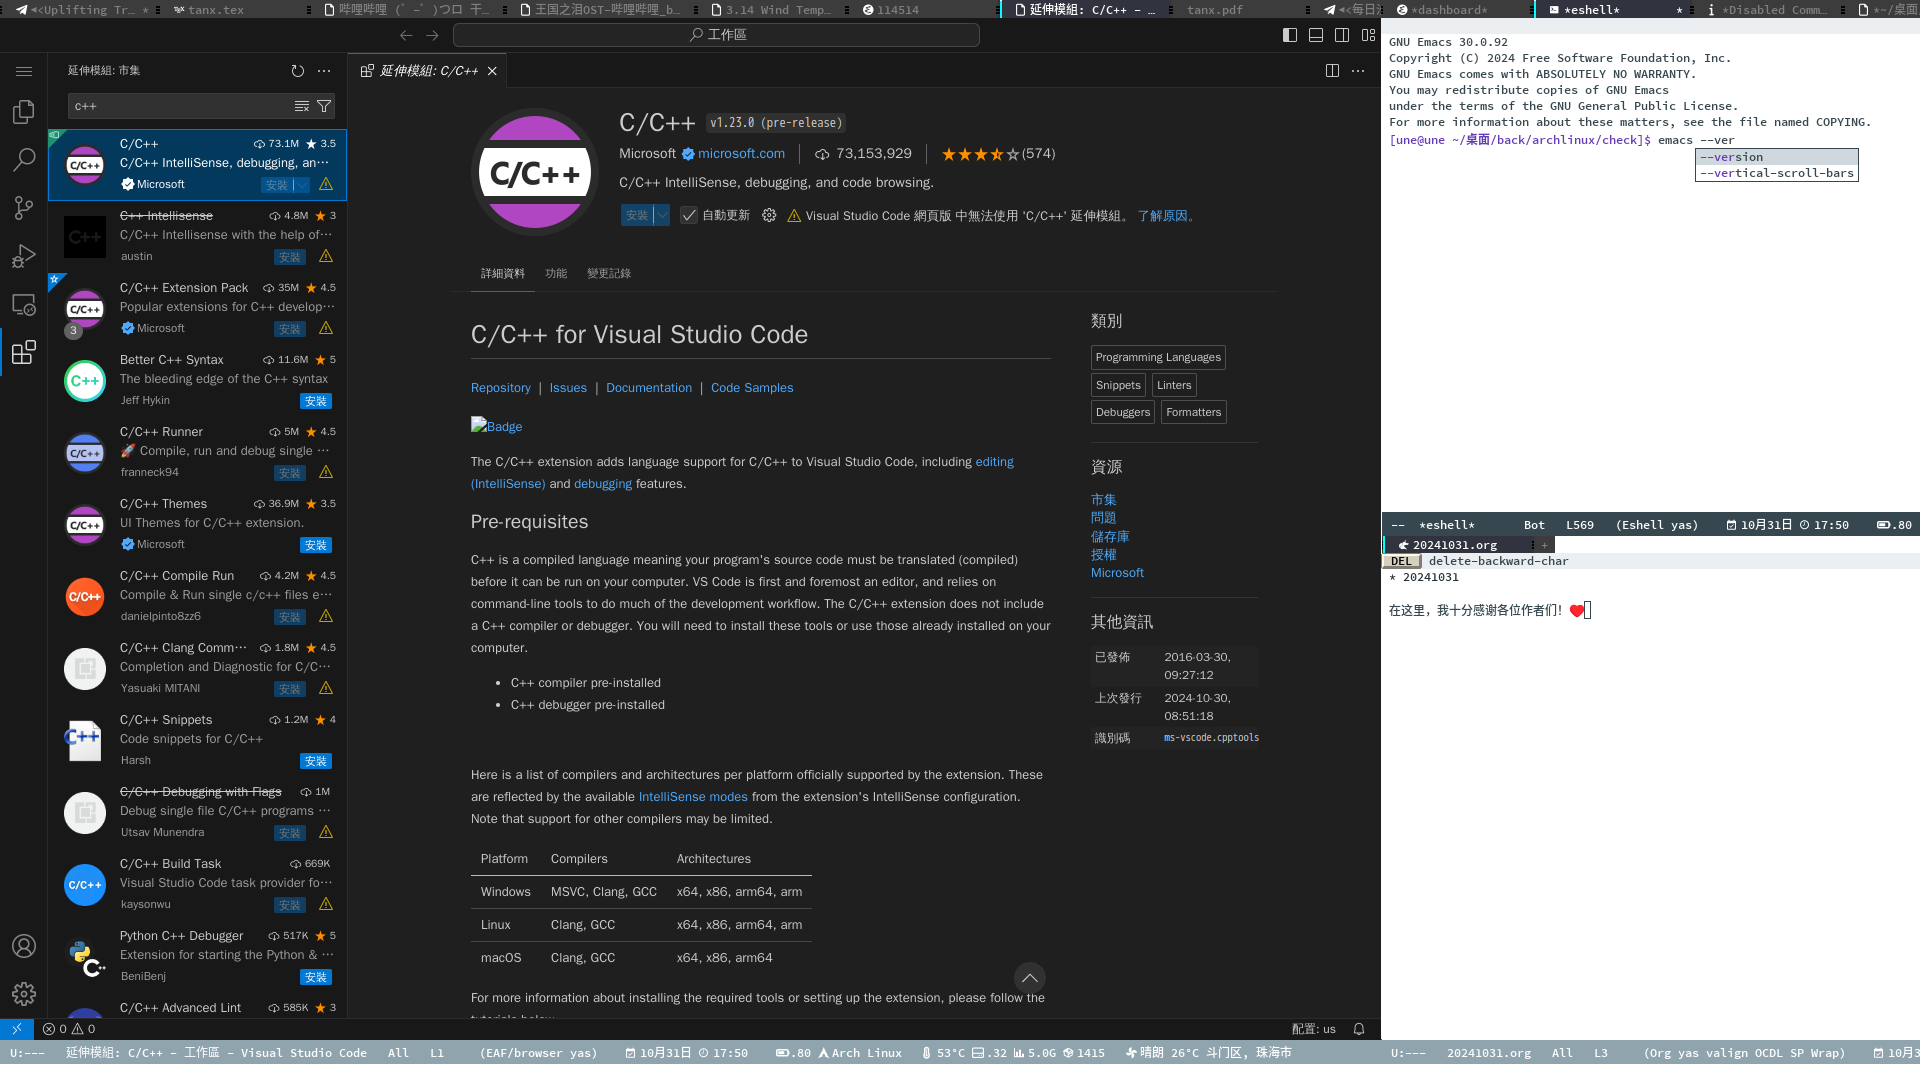 ◀<Uplifting Tr… *
tanx.tex
哔哩哔哩 (゜-゜)つロ 干…
王国之泪OST-哔哩哔哩_b…
3.14 Wind Temp…
114514
延伸模組: C/C++ - …
tanx.pdf
◀<每日沙
*dashboard*
*eshell* *
*Disabled Comm…
*~/桌面
工作區
延伸模組: 市集
c++
C/C++ 73.1M 3.5
C/C++ IntelliSense, debugging, an…
Microsoft 安裝
C++ Intellisense 4.8M 3
C/C++ Intellisense with the help of…
austin 安裝
C/C++ Extension Pack 35M 4.5
Popular extensions for C++ develop…
3 Microsoft 安裝
Better C++ Syntax 11.6M 5
The bleeding edge of the C++ syntax
Jeff Hykin 安裝
C/C++ Runner 5M 4.5
🚀 Compile, run and debug single …
franneck94 安裝
C/C++ Themes 36.9M 3.5
UI Themes for C/C++ extension.
Microsoft 安裝
C/C++ Compile Run 4.2M 4.5
Compile & Run single c/c++ files e…
danielpinto8zz6 安裝
C/C++ Clang Comm… 1.8M 4.5
Completion and Diagnostic for C/C…
Yasuaki MITANI 安裝
C/C++ Snippets 1.2M 4
Code snippets for C/C++
Harsh 安裝
C/C++ Debugging with Flags 1M
Debug single file C/C++ programs …
Utsav Munendra 安裝
C/C++ Build Task 669K
Visual Studio Code task provider fo…
kaysonwu 安裝
Python C++ Debugger 517K 5
Extension for starting the Python & …
BeniBenj 安裝
C/C++ Advanced Lint 585K 3
延伸模組: C/C++
C/C++
C/C++ v1.23.0 (pre-release)
Microsoft microsoft.com 73,153,929 (574)
C/C++ IntelliSense, debugging, and code browsing.
安裝 自動更新 Visual Studio Code 網頁版 中無法使用 'C/C++' 延伸模組。 了解原因。
詳細資料 功能 變更記錄
C/C++ for Visual Studio Code
Repository | Issues | Documentation | Code Samples
Badge
The C/C++ extension adds language support for C/C++ to Visual Studio Code, including editing
(IntelliSense) and debugging features.
Pre-requisites
C++ is a compiled language meaning your program's source code must be translated (compiled)
before it can be run on your computer. VS Code is first and foremost an editor, and relies on
command-line tools to do much of the development workflow. The C/C++ extension does not include
a C++ compiler or debugger. You will need to install these tools or use those already installed on your
computer.
• C++ compiler pre-installed
• C++ debugger pre-installed
Here is a list of compilers and architectures per platform officially supported by the extension. These
are reflected by the available IntelliSense modes from the extension's IntelliSense configuration.
Note that support for other compilers may be limited.
Platform Compilers Architectures
Windows MSVC, Clang, GCC x64, x86, arm64, arm
Linux Clang, GCC x64, x86, arm64, arm
macOS Clang, GCC x64, x86, arm64
For more information about installing the required tools or setting up the extension, please follow the
tutorials below
類別
Programming Languages
Snippets Linters
Debuggers Formatters
資源
市集
問題
儲存庫
授權
Microsoft
其他資訊
已發佈 2016-03-30,
09:27:12
上次發行 2024-10-30,
08:51:18
識別碼 ms-vscode.cpptools
0 0
配置: us
U:--- 延伸模組: C/C++ - 工作區 - Visual Studio Code All L1 (EAF/browser yas) 10月31日 17:50 .80 Arch Linux 53°C .32 5.0G 1415 晴朗 26°C 斗门区, 珠海市
GNU Emacs 30.0.92
Copyright (C) 2024 Free Software Foundation, Inc.
GNU Emacs comes with ABSOLUTELY NO WARRANTY.
You may redistribute copies of GNU Emacs
under the terms of the GNU General Public License.
For more information about these matters, see the file named COPYING.
[une@une ~/桌面/back/archlinux/check]$ emacs --ver
--version
--vertical-scroll-bars
-- *eshell* Bot L569 (Eshell yas) 10月31日 17:50 .80
20241031.org +
DEL delete-backward-char
* 20241031
在这里，我十分感谢各位作者们！❤
U:--- 20241031.org All L3 (Org yas valign OCDL SP Wrap) 10月3